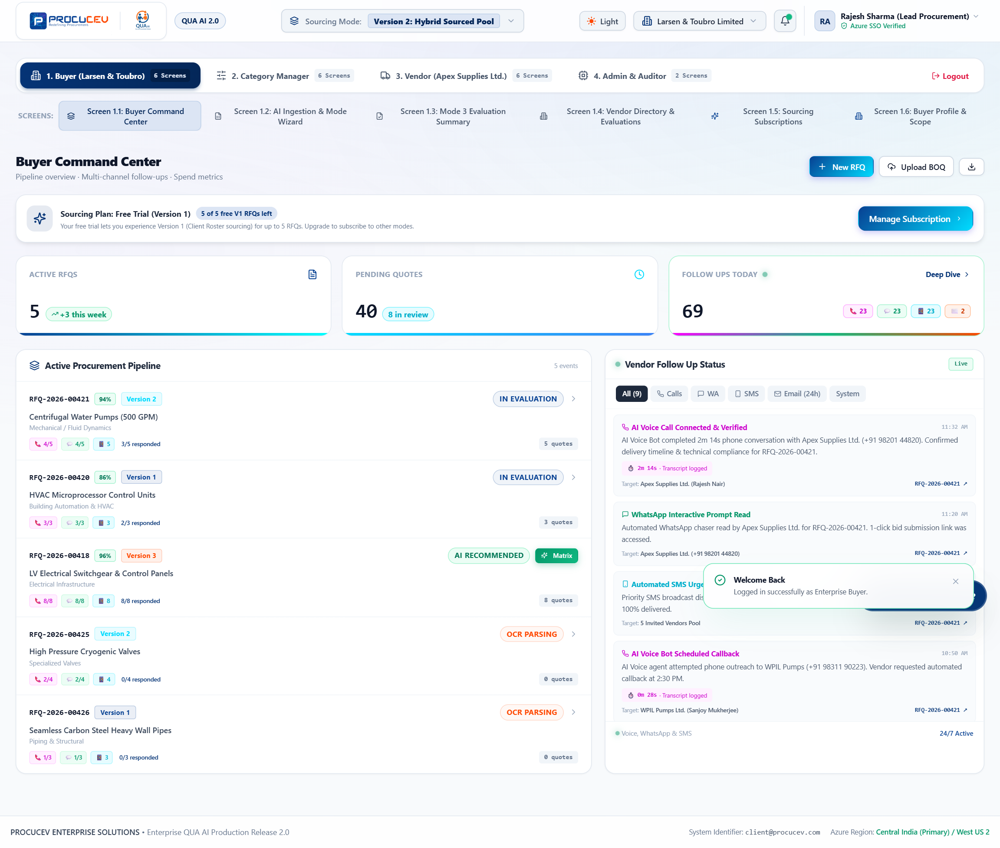 PROCUCEV
Redefining Procurement
QUA AI
QUA AI 2.0
Sourcing Mode: Version 2: Hybrid Sourced Pool
Light
Larsen & Toubro Limited
RA
Rajesh Sharma (Lead Procurement)
Azure SSO Verified
1. Buyer (Larsen & Toubro) 6 Screens
2. Category Manager 6 Screens
3. Vendor (Apex Supplies Ltd.) 6 Screens
4. Admin & Auditor 2 Screens
Logout
SCREENS:
Screen 1.1: Buyer Command
Center
Screen 1.2: AI Ingestion & Mode
Wizard
Screen 1.3: Mode 3 Evaluation
Summary
Screen 1.4: Vendor Directory &
Evaluations
Screen 1.5: Sourcing
Subscriptions
Screen 1.6: Buyer Profile &
Scope
Buyer Command Center
Pipeline overview · Multi-channel follow-ups · Spend metrics
New RFQ
Upload BOQ
Sourcing Plan: Free Trial (Version 1) 5 of 5 free V1 RFQs left
Your free trial lets you experience Version 1 (Client Roster sourcing) for up to 5 RFQs. Upgrade to subscribe to other modes.
Manage Subscription
ACTIVE RFQS
5 +3 this week
PENDING QUOTES
40 8 in review
FOLLOW UPS TODAY
Deep Dive
69
23 23 23 2
Active Procurement Pipeline
5 events
RFQ-2026-00421 94% Version 2
IN EVALUATION
Centrifugal Water Pumps (500 GPM)
Mechanical / Fluid Dynamics
4/5 4/5 5 3/5 responded
5 quotes
RFQ-2026-00420 86% Version 1
IN EVALUATION
HVAC Microprocessor Control Units
Building Automation & HVAC
3/3 3/3 3 2/3 responded
3 quotes
RFQ-2026-00418 96% Version 3
AI RECOMMENDED
Matrix
LV Electrical Switchgear & Control Panels
Electrical Infrastructure
8/8 8/8 8 8/8 responded
8 quotes
RFQ-2026-00425 Version 2
OCR PARSING
High Pressure Cryogenic Valves
Specialized Valves
2/4 2/4 4 0/4 responded
0 quotes
RFQ-2026-00426 Version 1
OCR PARSING
Seamless Carbon Steel Heavy Wall Pipes
Piping & Structural
1/3 1/3 3 0/3 responded
0 quotes
Vendor Follow Up Status
Live
All (9) Calls WA SMS Email (24h) System
AI Voice Call Connected & Verified
11:32 AM
AI Voice Bot completed 2m 14s phone conversation with Apex Supplies Ltd. (+91 98201 44820). Confirmed
delivery timeline & technical compliance for RFQ-2026-00421.
2m 14s · Transcript logged
Target: Apex Supplies Ltd. (Rajesh Nair)
RFQ-2026-00421 ↗
WhatsApp Interactive Prompt Read
11:20 AM
Automated WhatsApp chaser read by Apex Supplies Ltd. for RFQ-2026-00421. 1-click bid submission link was
accessed.
Target: Apex Supplies Ltd. (+91 98201 44820)
RFQ-2026-00421 ↗
Automated SMS Urge
Priority SMS broadcast dis
100% delivered.
Target: 5 Invited Vendors Pool
RFQ-2026-00421 ↗
Welcome Back
Logged in successfully as Enterprise Buyer.
AI Voice Bot Scheduled Callback
10:50 AM
AI Voice agent attempted phone outreach to WPIL Pumps (+91 98311 90223). Vendor requested automated
callback at 2:30 PM.
0m 28s · Transcript logged
Target: WPIL Pumps Ltd. (Sanjoy Mukherjee)
RFQ-2026-00421 ↗
Voice, WhatsApp & SMS
24/7 Active
PROCUCEV ENTERPRISE SOLUTIONS • Enterprise QUA AI Production Release 2.0
System Identifier: client@procucev.com
Azure Region: Central India (Primary) / West US 2